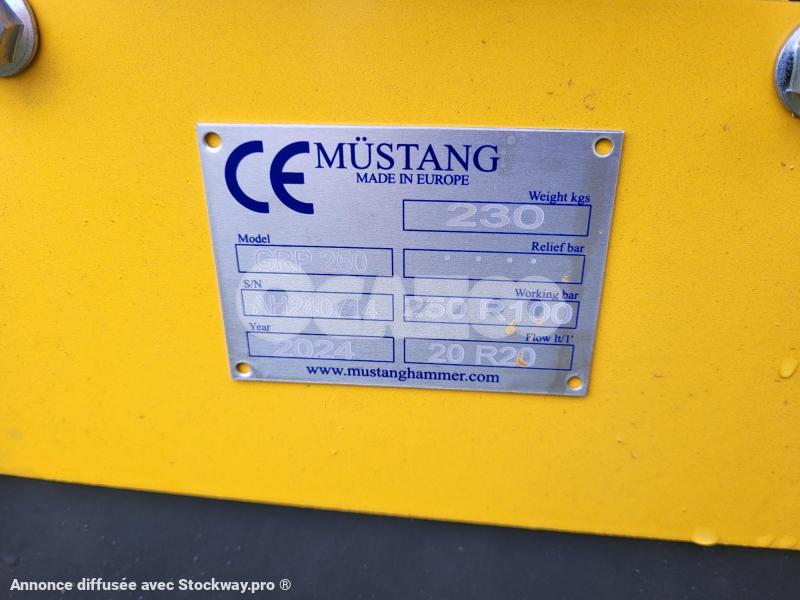 CE MÜSTANG
MADE IN EUROPE
Weight kgs
230
Model
GRP 250
Relief bar
S/N
AH240714
Working bar
250 R100
Year
2024
Flow lt/1'
20 R20
www.mustanghammer.com
Annonce diffusée avec Stockway.pro ®